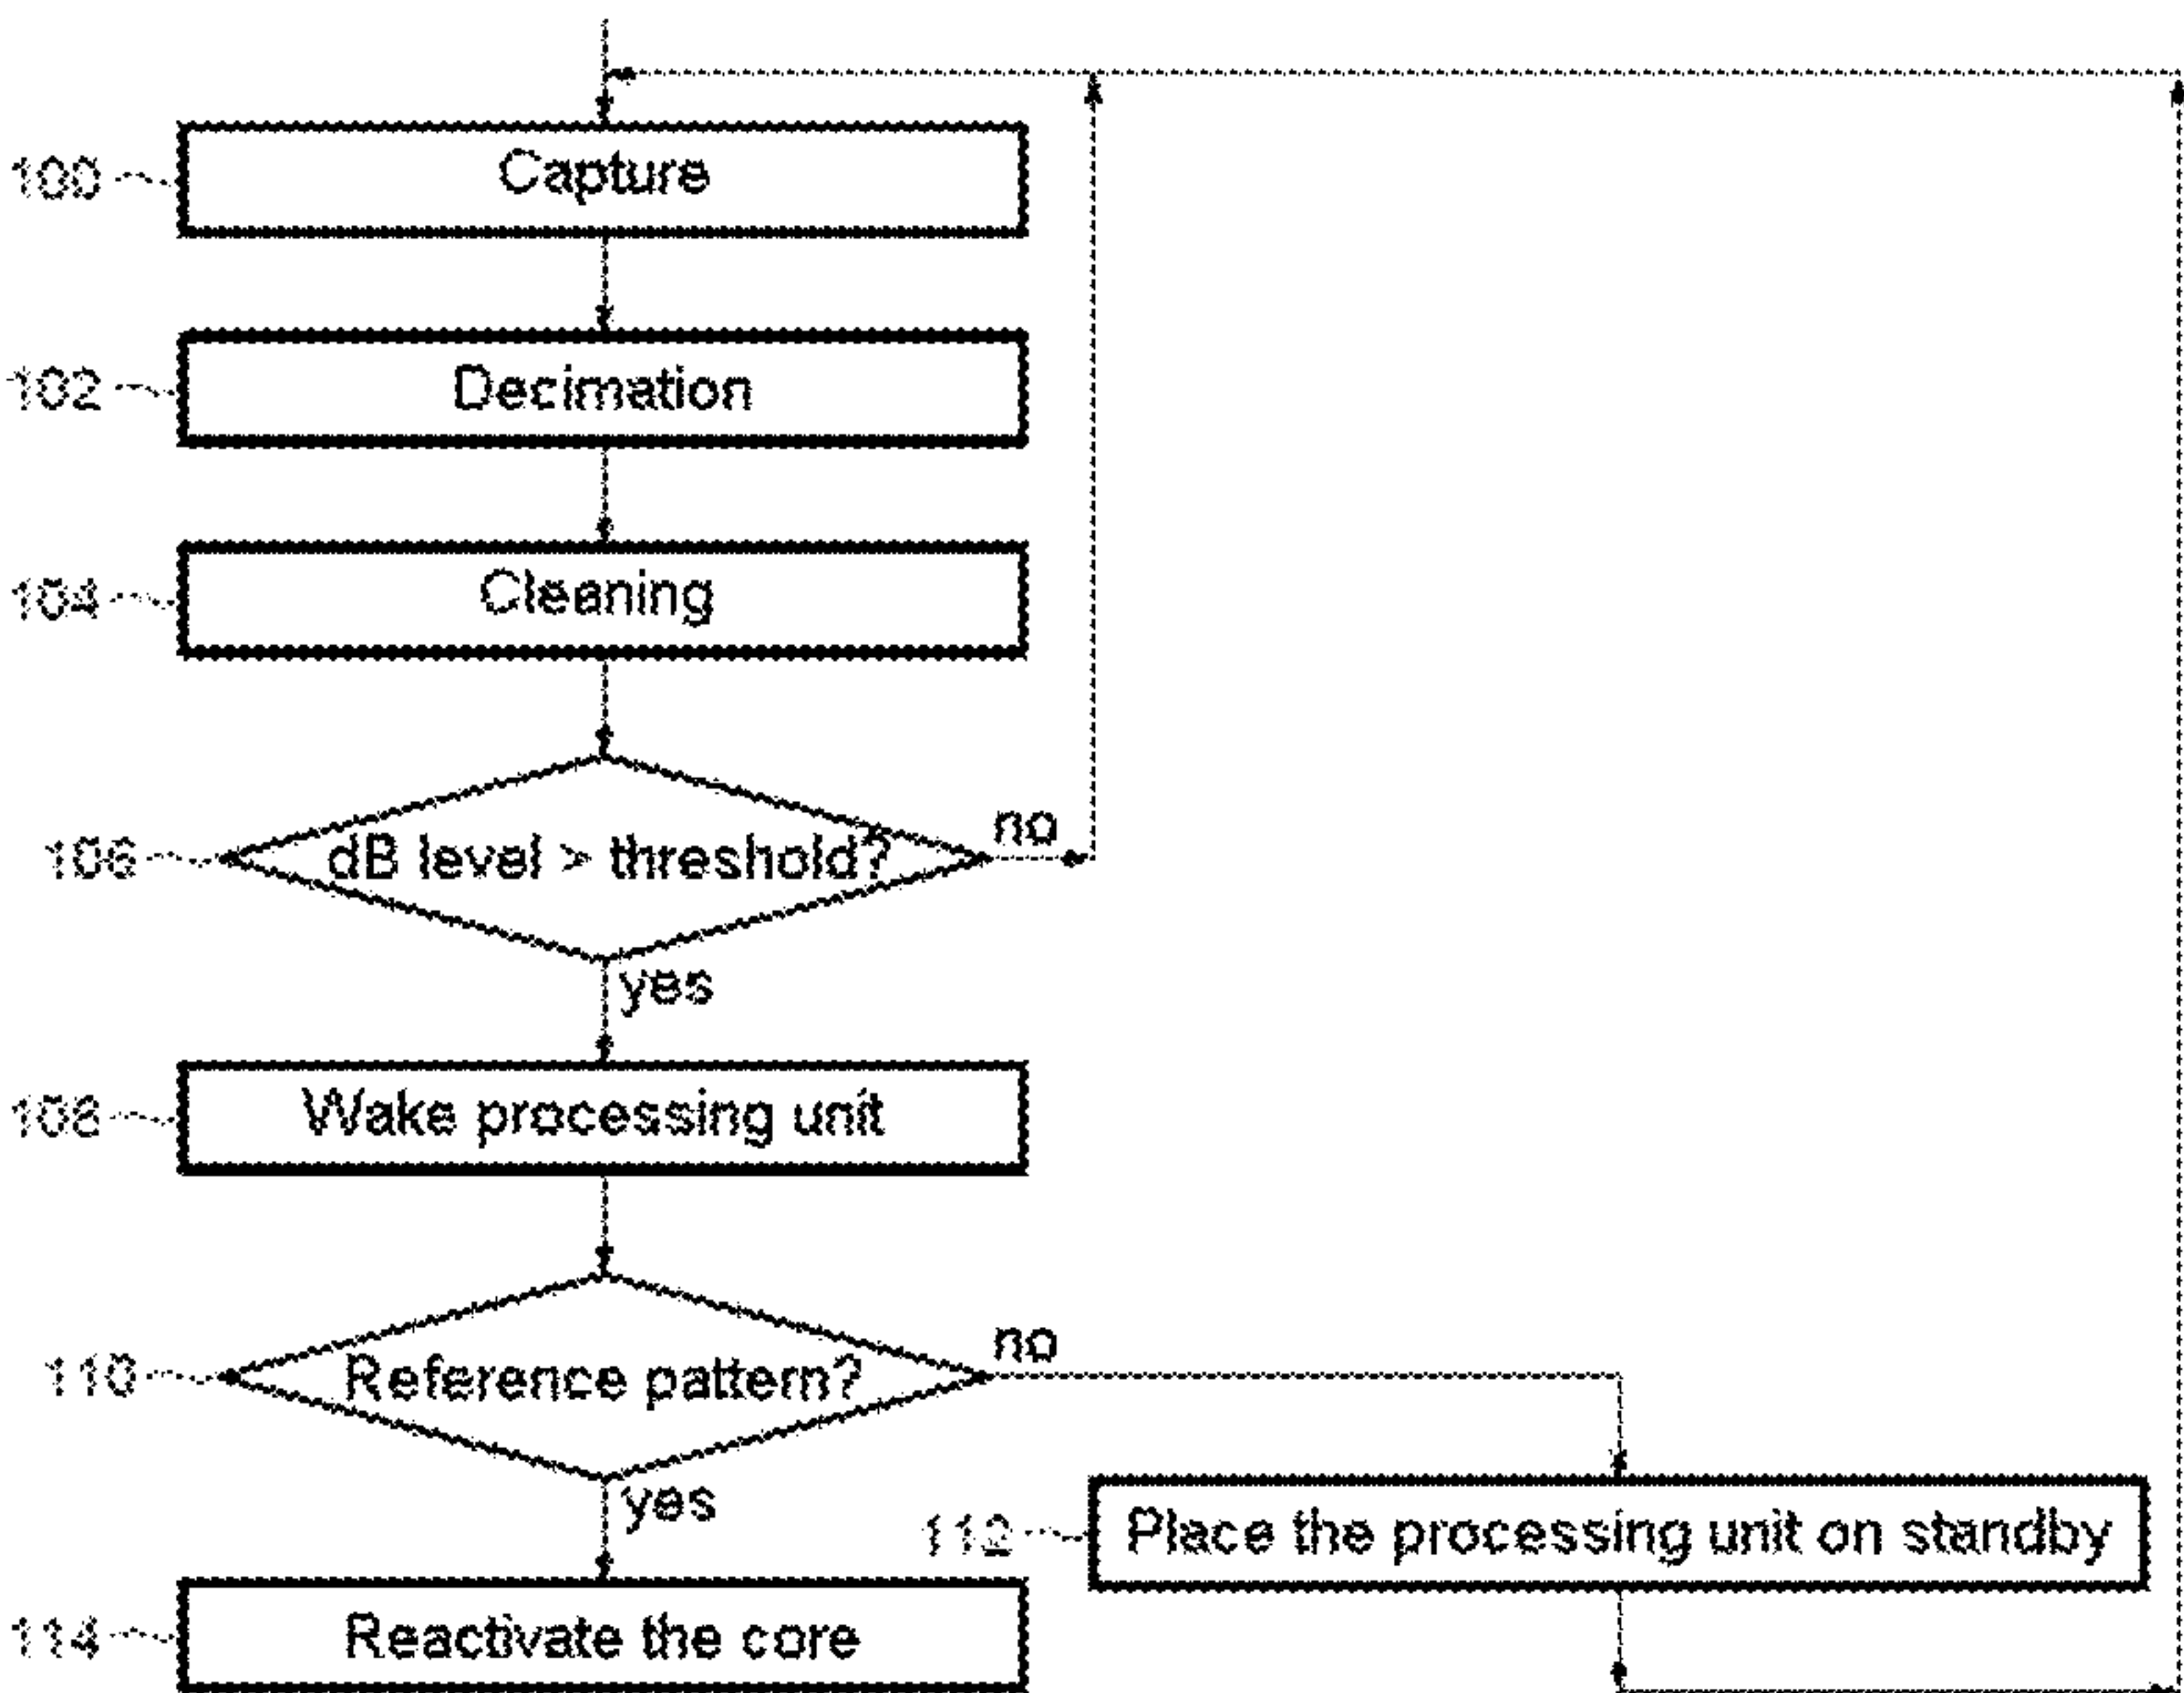 100 Capture
102 Decimation
104 Cleaning
106 dB level > threshold? no
yes
108 Wake processing unit
110 Reference pattern? no
yes
112 Place the processing unit on standby
114 Reactivate the core